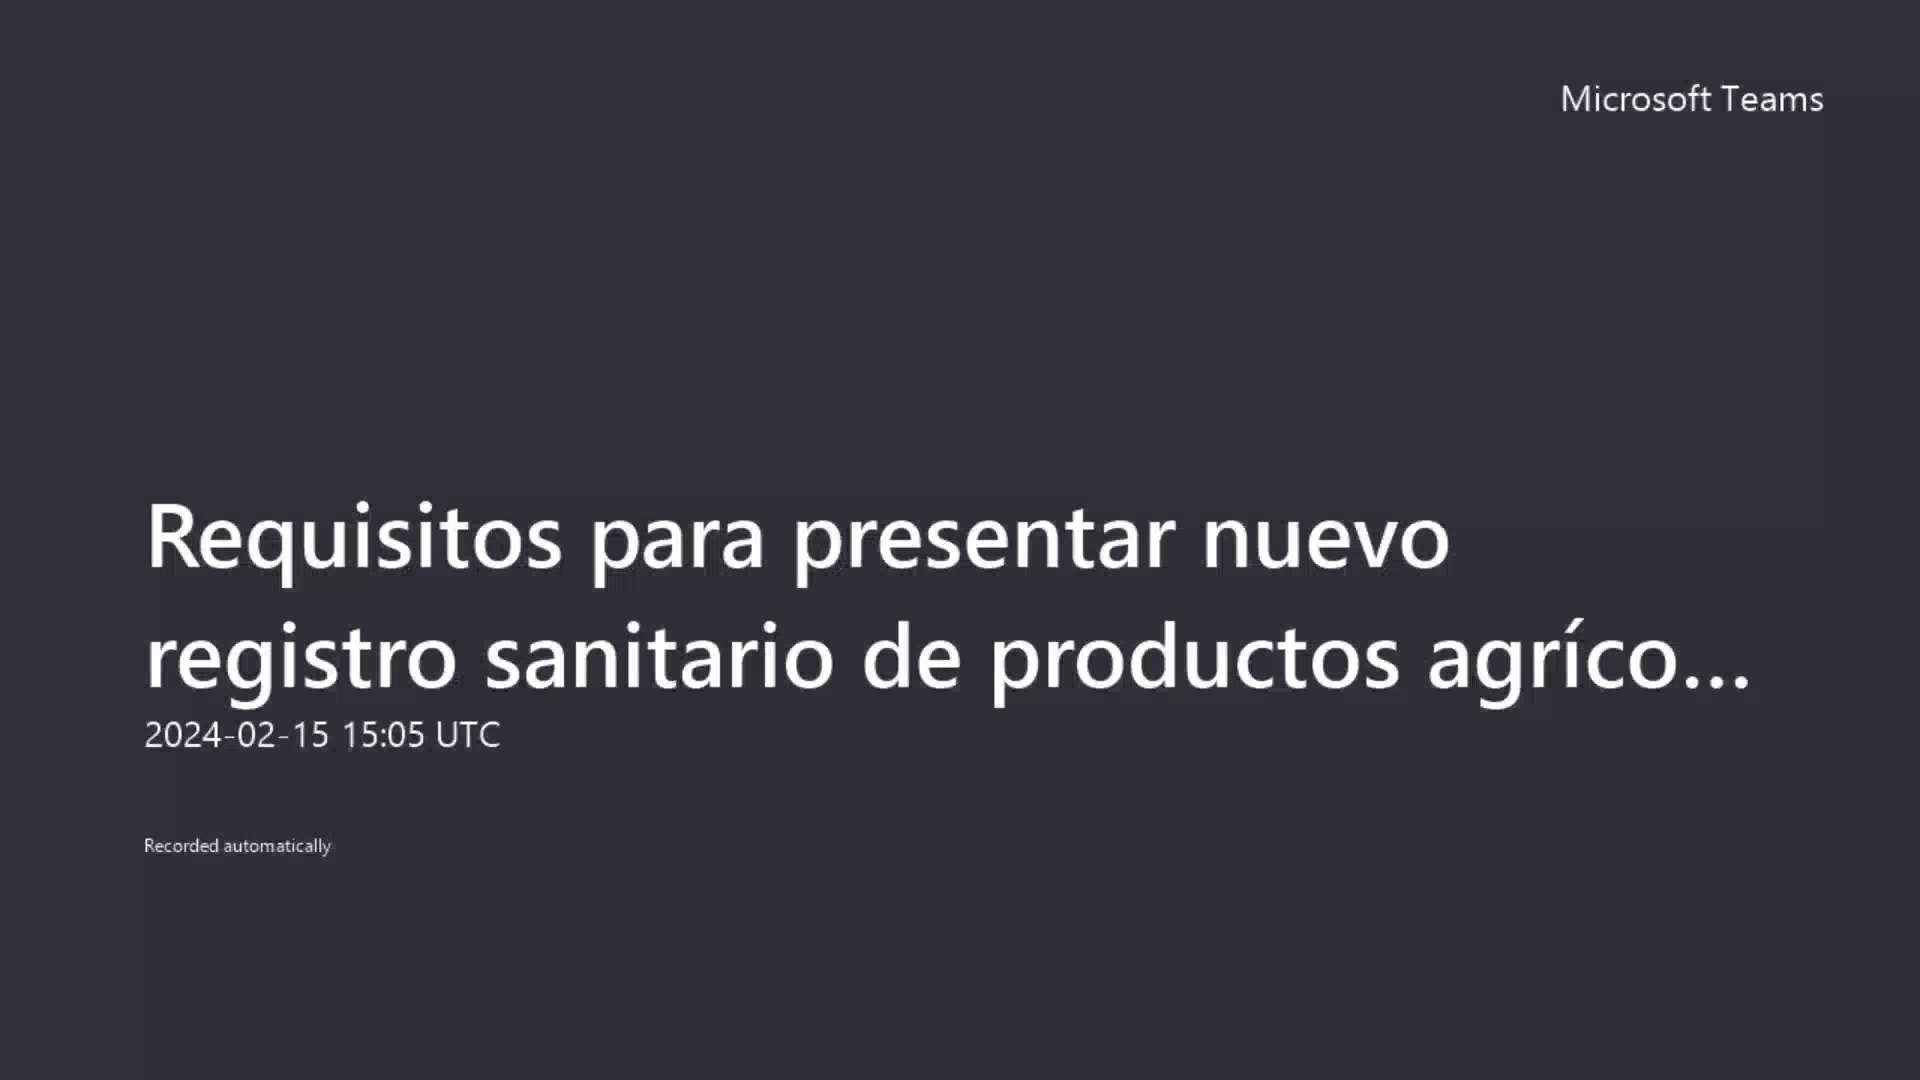 Microsoft Teams
Requisitos para presentar nuevo
registro sanitario de productos agríco...
2024-02-15 15:05 UTC
Recorded automatically